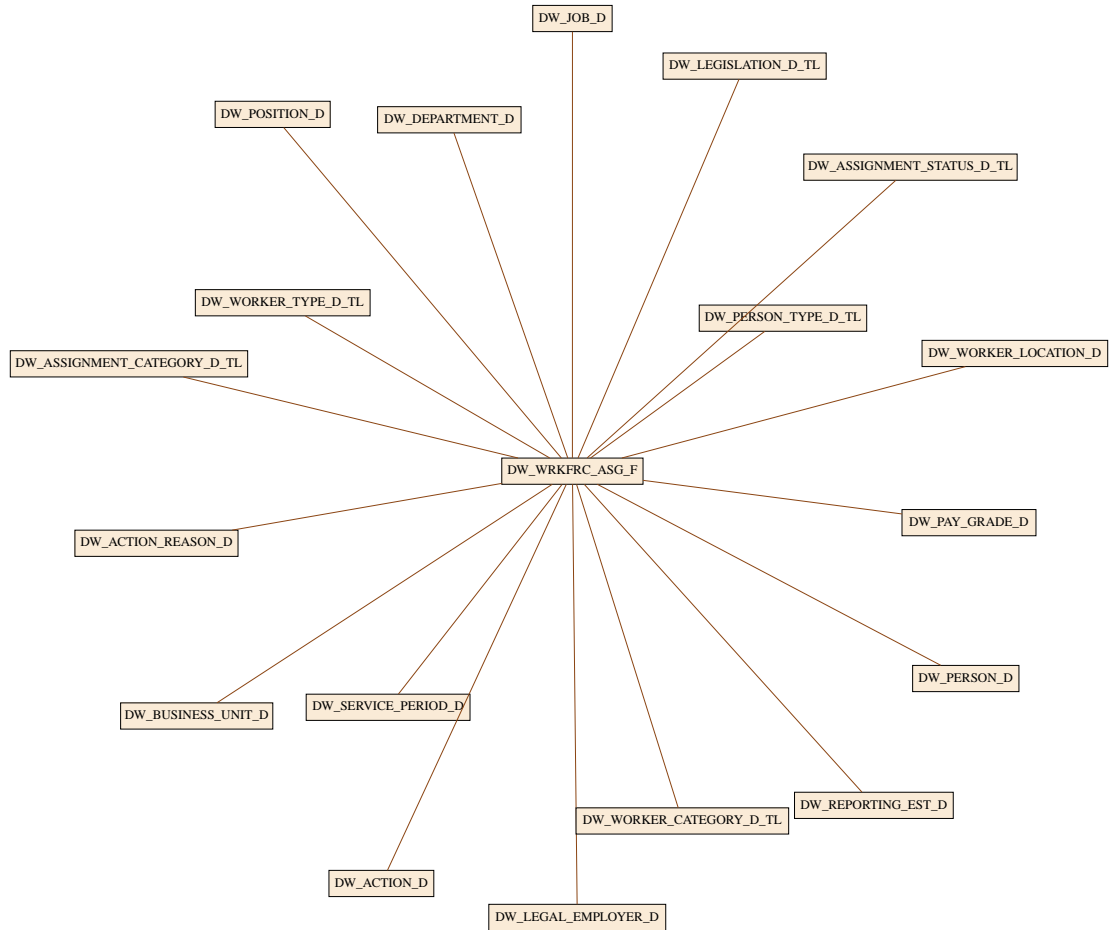 DW_JOB_D
DW_LEGISLATION_D_TL
DW_POSITION_D
DW_DEPARTMENT_D
DW_ASSIGNMENT_STATUS_D_TL
DW_WORKER_TYPE_D_TL
DW_PERSON_TYPE_D_TL
DW_ASSIGNMENT_CATEGORY_D_TL
DW_WORKER_LOCATION_D
DW_WRKFRC_ASG_F
DW_PAY_GRADE_D
DW_ACTION_REASON_D
DW_PERSON_D
DW_BUSINESS_UNIT_D
DW_SERVICE_PERIOD_D
DW_REPORTING_EST_D
DW_WORKER_CATEGORY_D_TL
DW_ACTION_D
DW_LEGAL_EMPLOYER_D